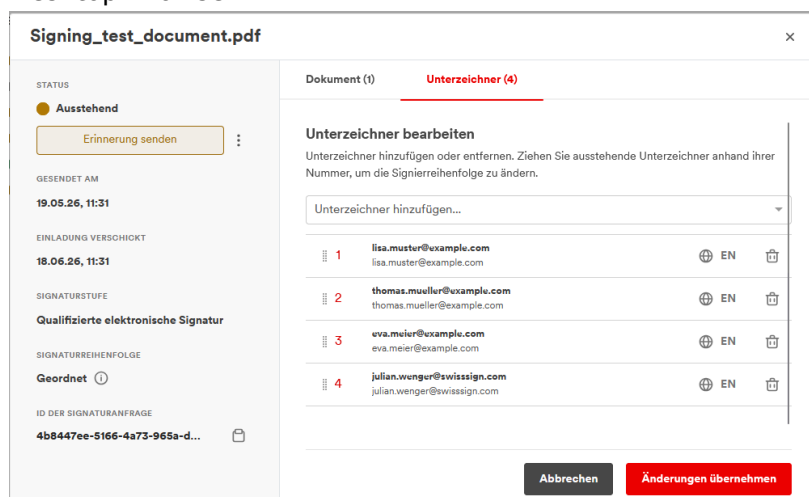 Signing_test_document.pdf
STATUS
Ausstehend
Erinnerung senden
GESENDET AM
19.05.26, 11:31
EINLADUNG VERSCHICKT
18.06.26, 11:31
SIGNATURSTUFE
Qualifizierte elektronische Signatur
SIGNATURREIHENFOLGE
Geordnet
ID DER SIGNATURANFRAGE
4b8447ee-5166-4a73-965a-d...
Dokument (1)
Unterzeichner (4)
Unterzeichner bearbeiten
Unterzeichner hinzufügen oder entfernen. Ziehen Sie ausstehende Unterzeichner anhand ihrer
Nummer, um die Signierreihenfolge zu ändern.
Unterzeichner hinzufügen...
1 lisa.muster@example.com EN
lisa.muster@example.com
2 thomas.mueller@example.com EN
thomas.mueller@example.com
3 eva.meier@example.com EN
eva.meier@example.com
4 julian.wenger@swisssign.com EN
julian.wenger@swisssign.com
Abbrechen
Änderungen übernehmen